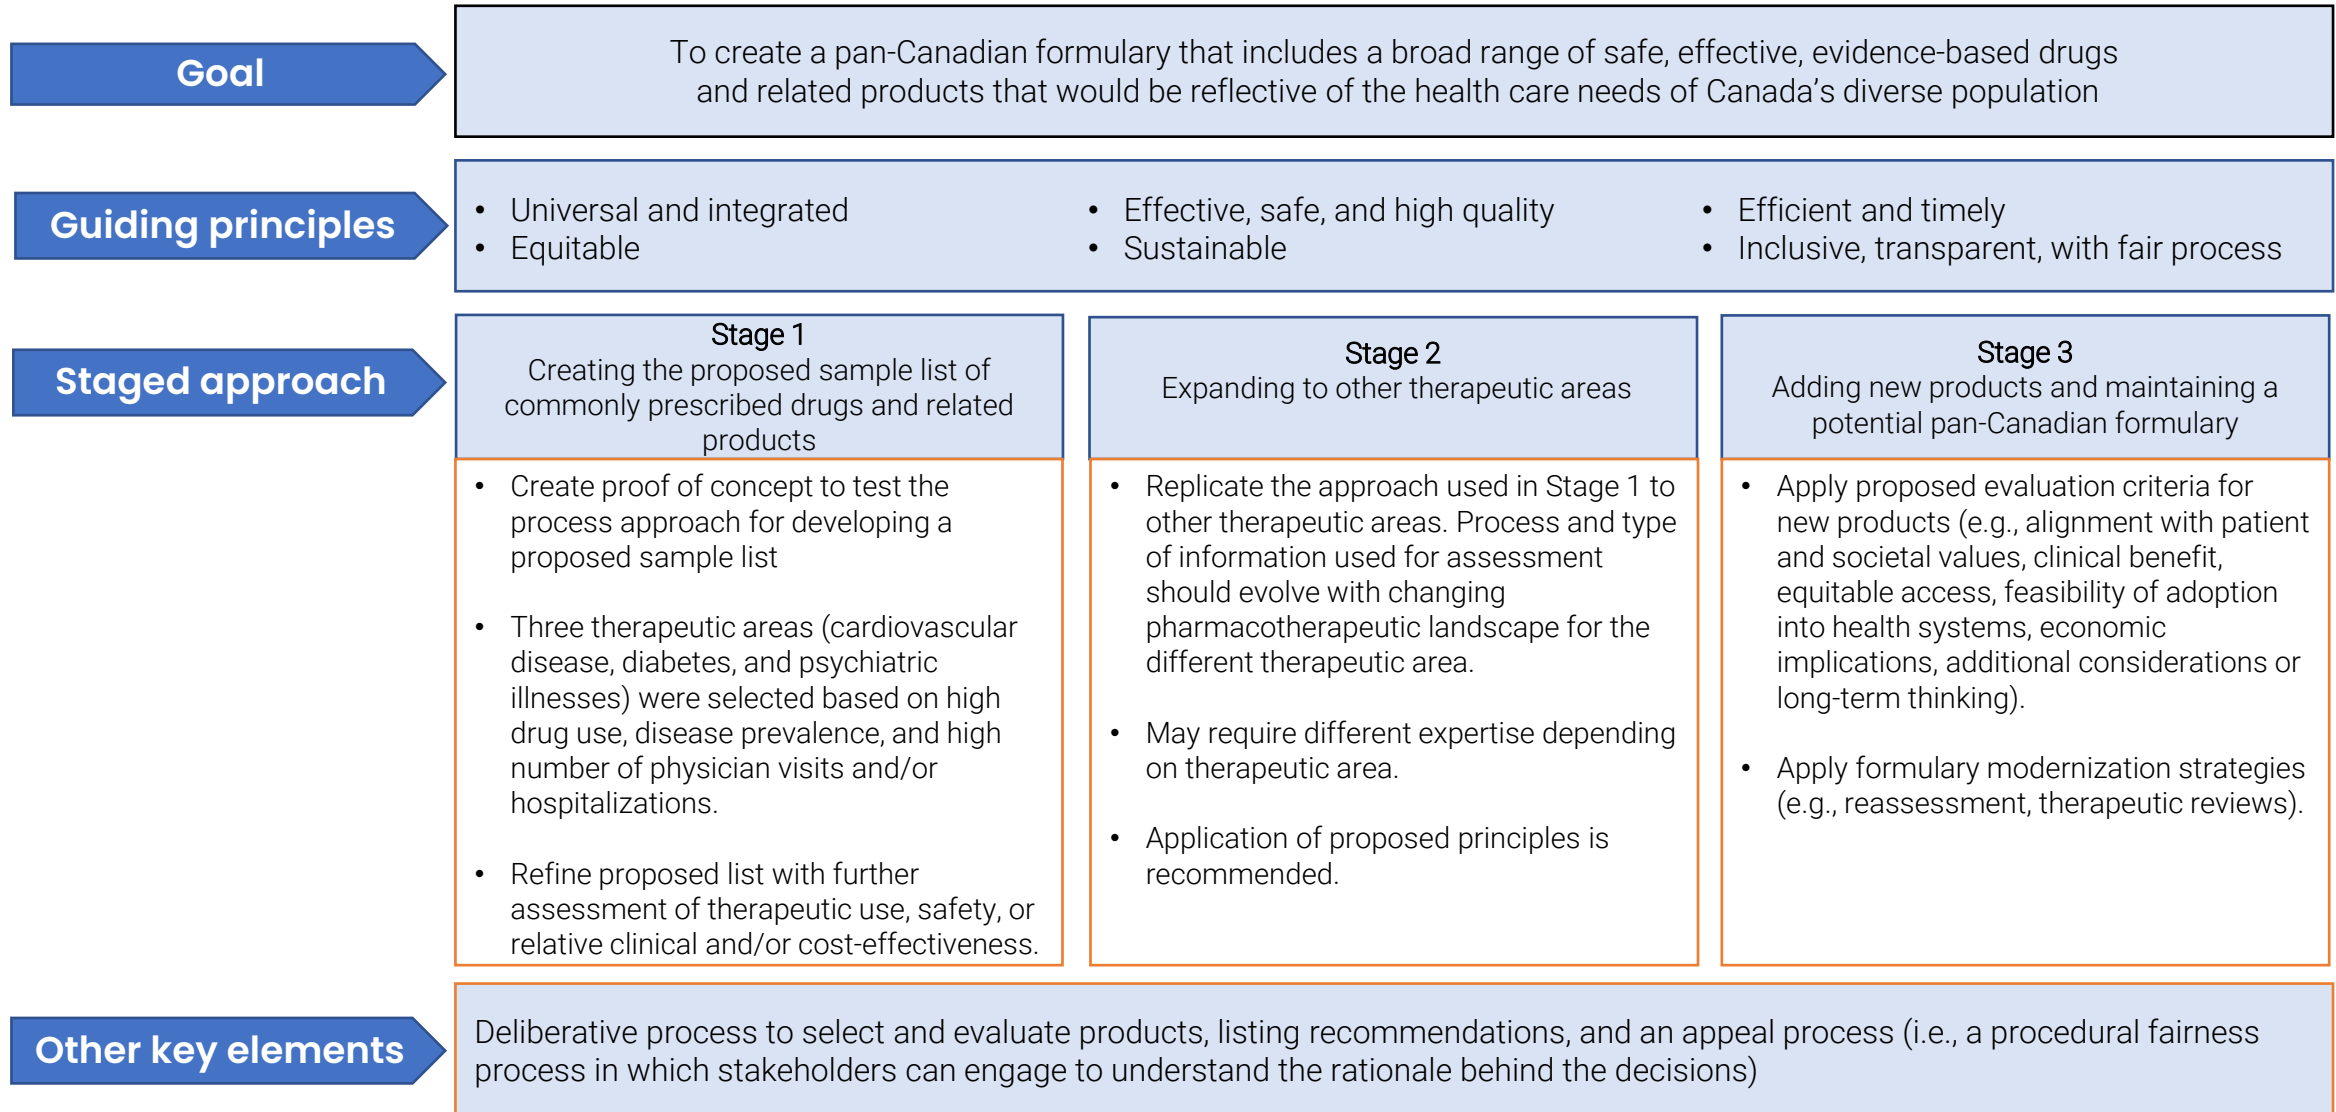 Goal
To create a pan-Canadian formulary that includes a broad range of safe, effective, evidence-based drugs
and related products that would be reflective of the health care needs of Canada's diverse population
Guiding principles
• Universal and integrated
• Equitable
• Effective, safe, and high quality
• Sustainable
• Efficient and timely
• Inclusive, transparent, with fair process
Staged approach
Stage 1
Creating the proposed sample list of
commonly prescribed drugs and related
products
• Create proof of concept to test the
process approach for developing a
proposed sample list
• Three therapeutic areas (cardiovascular
disease, diabetes, and psychiatric
illnesses) were selected based on high
drug use, disease prevalence, and high
number of physician visits and/or
hospitalizations.
• Refine proposed list with further
assessment of therapeutic use, safety, or
relative clinical and/or cost-effectiveness.
Stage 2
Expanding to other therapeutic areas
• Replicate the approach used in Stage 1 to
other therapeutic areas. Process and type
of information used for assessment
should evolve with changing
pharmacotherapeutic landscape for the
different therapeutic area.
• May require different expertise depending
on therapeutic area.
• Application of proposed principles is
recommended.
Stage 3
Adding new products and maintaining a
potential pan-Canadian formulary
• Apply proposed evaluation criteria for
new products (e.g., alignment with patient
and societal values, clinical benefit,
equitable access, feasibility of adoption
into health systems, economic
implications, additional considerations or
long-term thinking).
• Apply formulary modernization strategies
(e.g., reassessment, therapeutic reviews).
Other key elements
Deliberative process to select and evaluate products, listing recommendations, and an appeal process (i.e., a procedural fairness
process in which stakeholders can engage to understand the rationale behind the decisions)